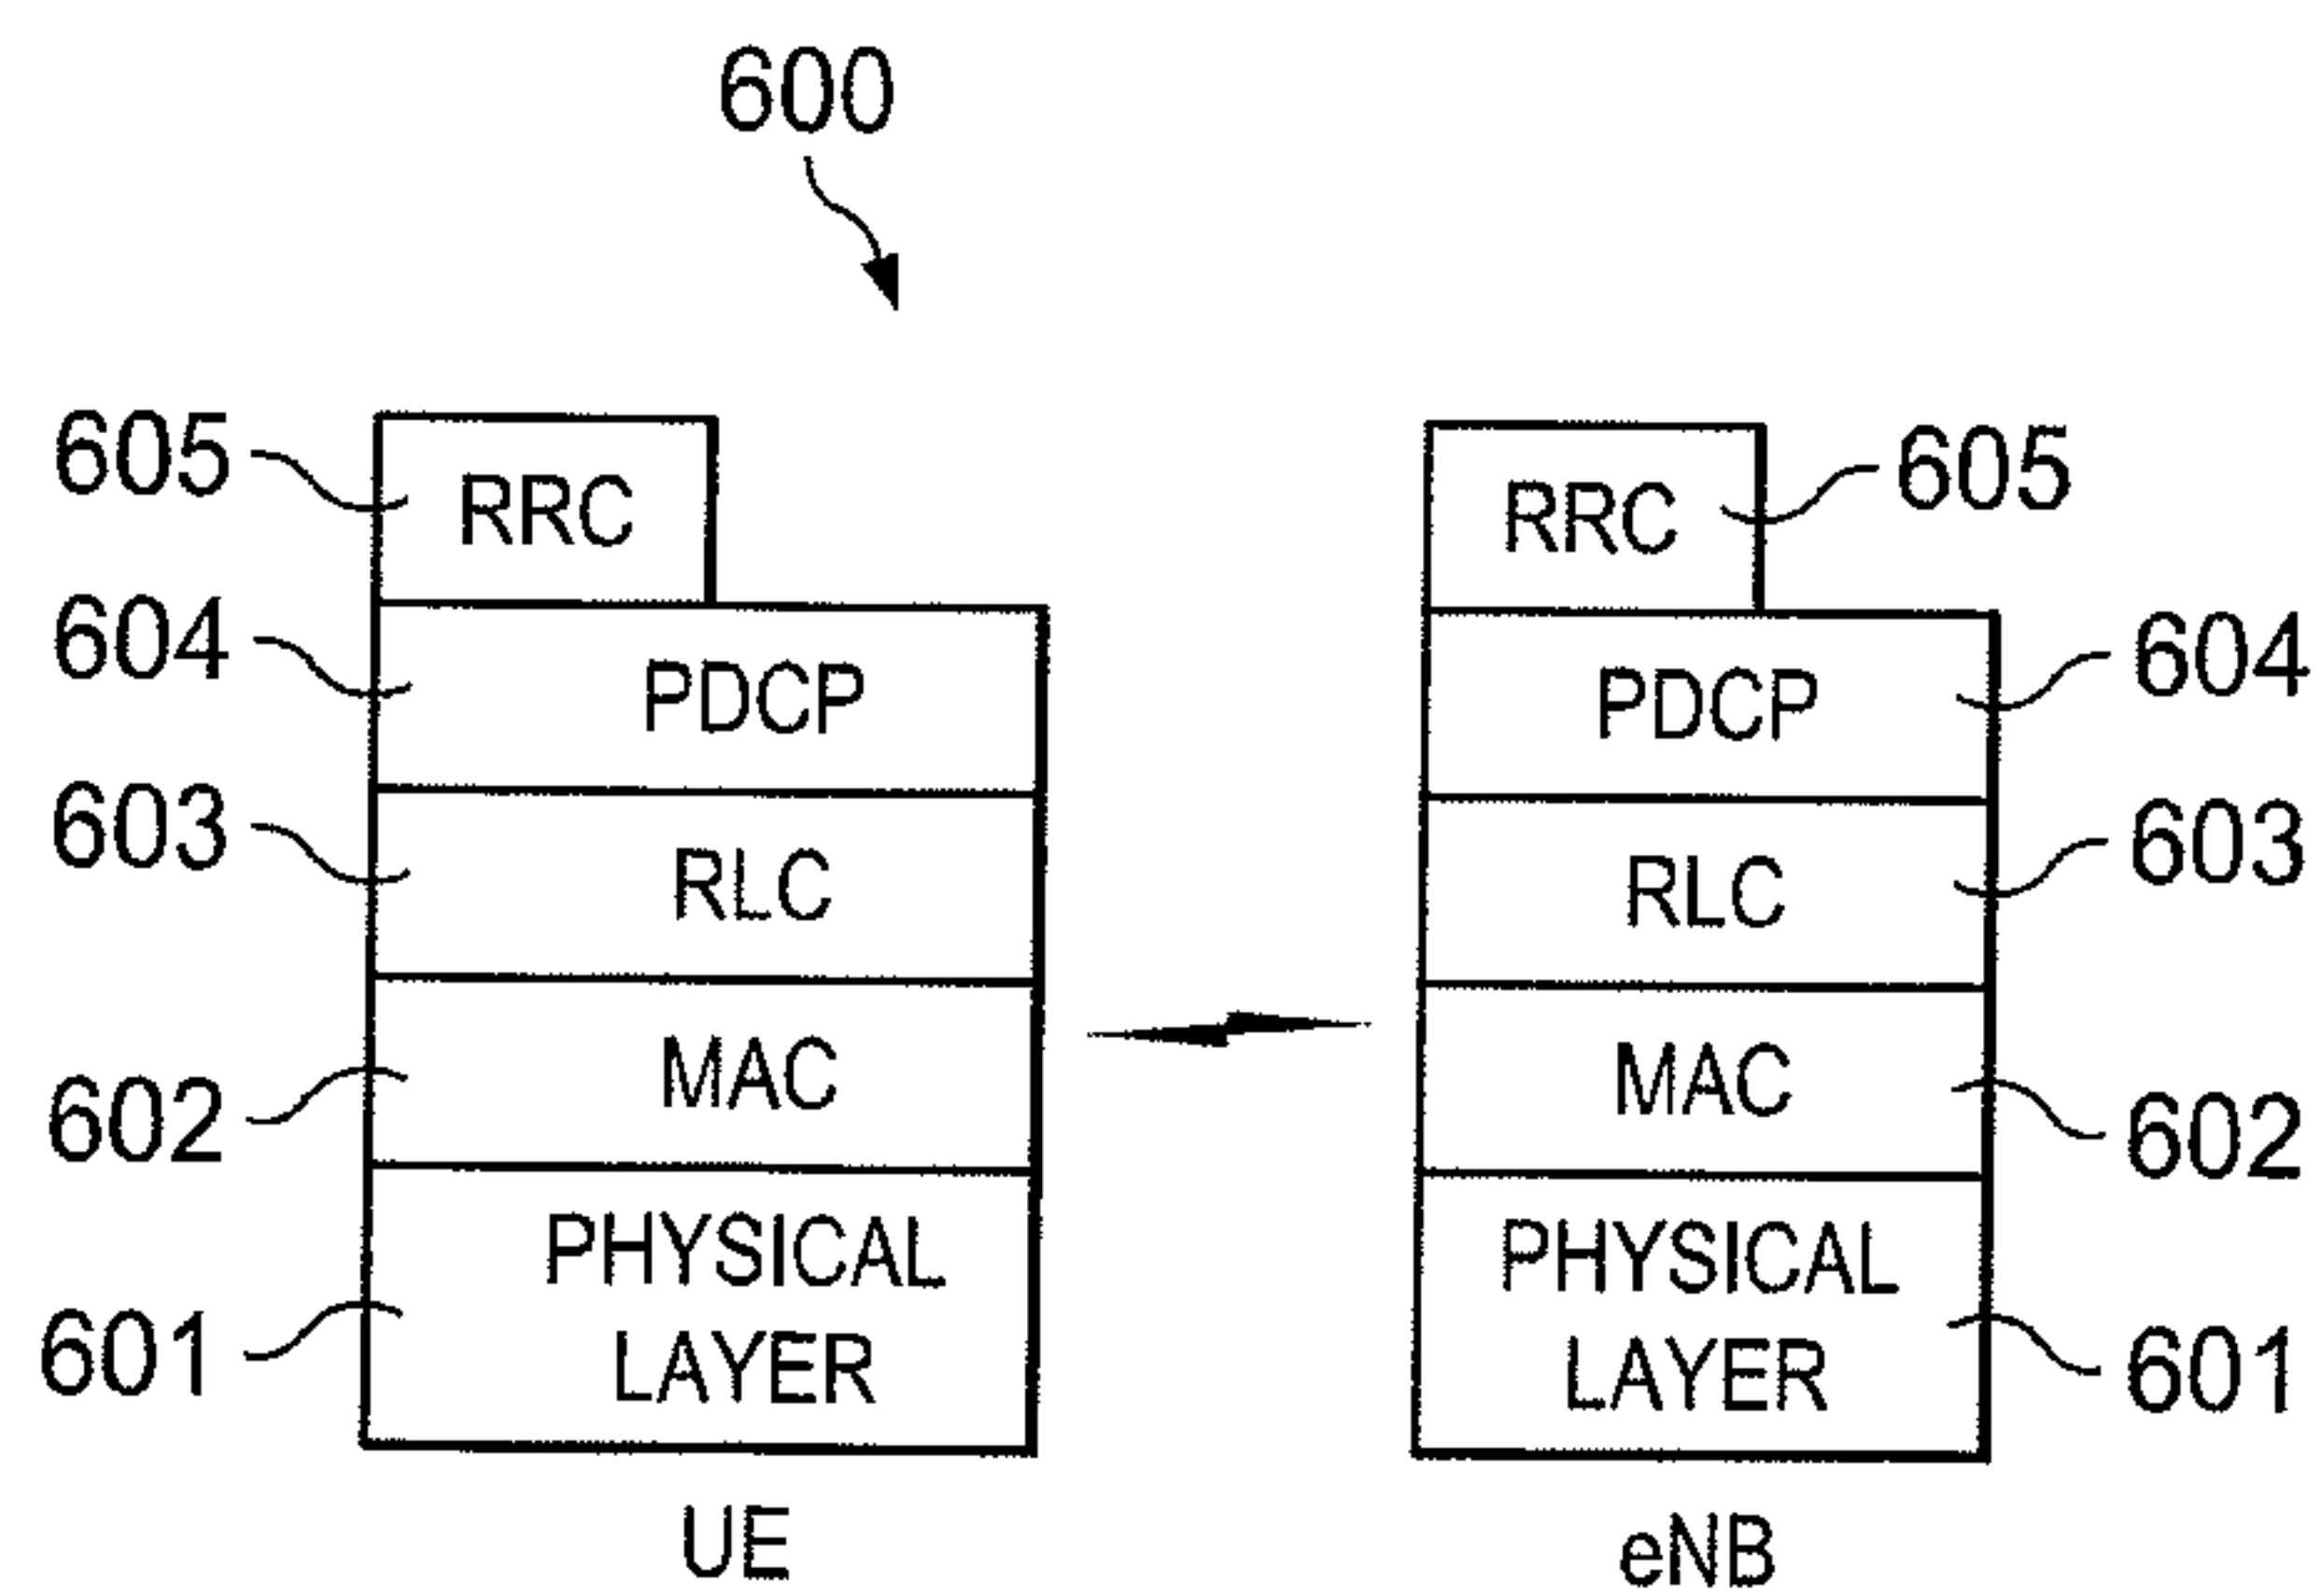 600
605 RRC RRC 605
604 PDCP PDCP 604
603 RLC RLC 603
602 MAC MAC 602
PHYSICAL PHYSICAL
601 LAYER LAYER 601
UE eNB